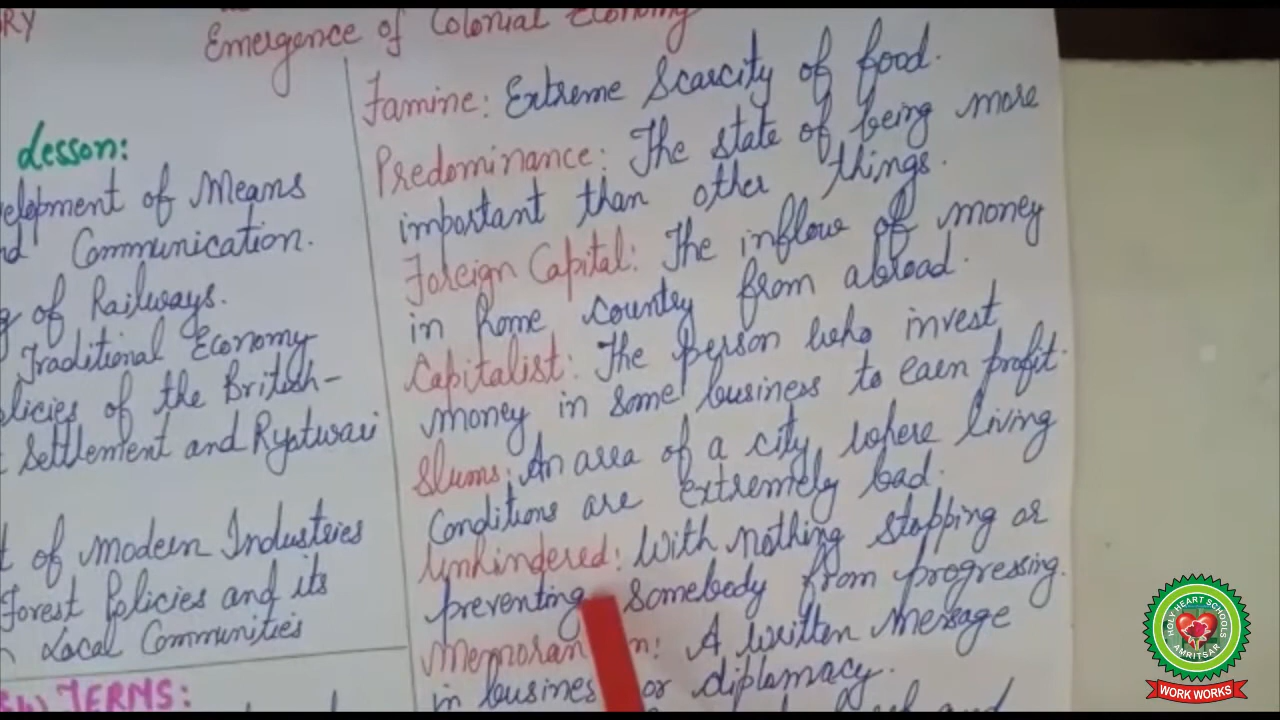 RY
Emergence of Colonial Economy
Lesson:
velopment of Means
nd Communication.
g of Railways.
Traditional Economy
olicies of the British-
Settlement and Ryotwari
t of modern Industries
Forest Policies and its
n Local Communities
TERMS:
Famine: Extreme Scarcity of food.
Predominance: The state of being more
important than other things.
Foreign Capital: The inflow of money
in home country from abroad.
Capitalist: The person who invest
money in some business to earn profit.
Slums: An area of a city where living
Conditions are extremely bad.
Unhindered: With nothing stopping or
preventing somebody from progressing.
A written message
in business or diplomacy.
HOLY HEART SCHOOLS
AMRITSAR
WORK WORKS